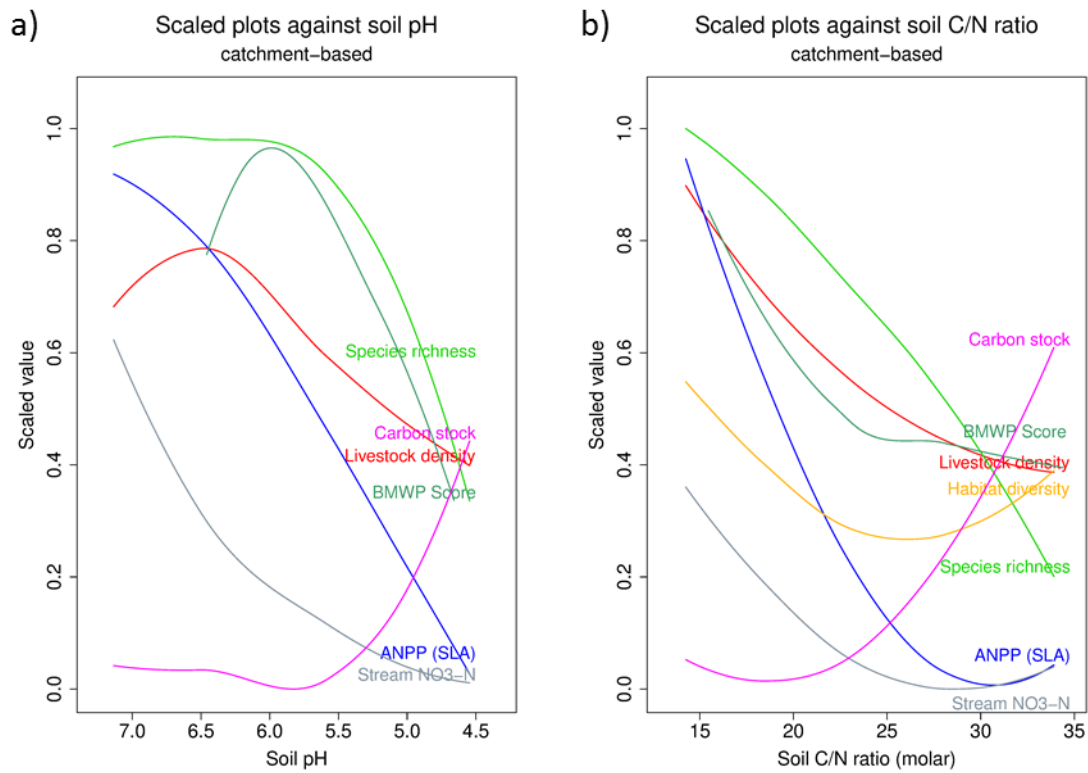 a)
Scaled plots against soil pH
catchment−based
Scaled value
1.0
0.8
0.6
0.4
0.2
0.0
Species richness
Carbon stock
Livestock density
BMWP Score
ANPP (SLA)
Stream NO3−N
7.0 6.5 6.0 5.5 5.0 4.5
Soil pH
b)
Scaled plots against soil C/N ratio
catchment−based
Scaled value
1.0
0.8
0.6
0.4
0.2
0.0
Carbon stock
BMWP Score
Livestock density
Habitat diversity
Species richness
ANPP (SLA)
Stream NO3−N
15 20 25 30 35
Soil C/N ratio (molar)